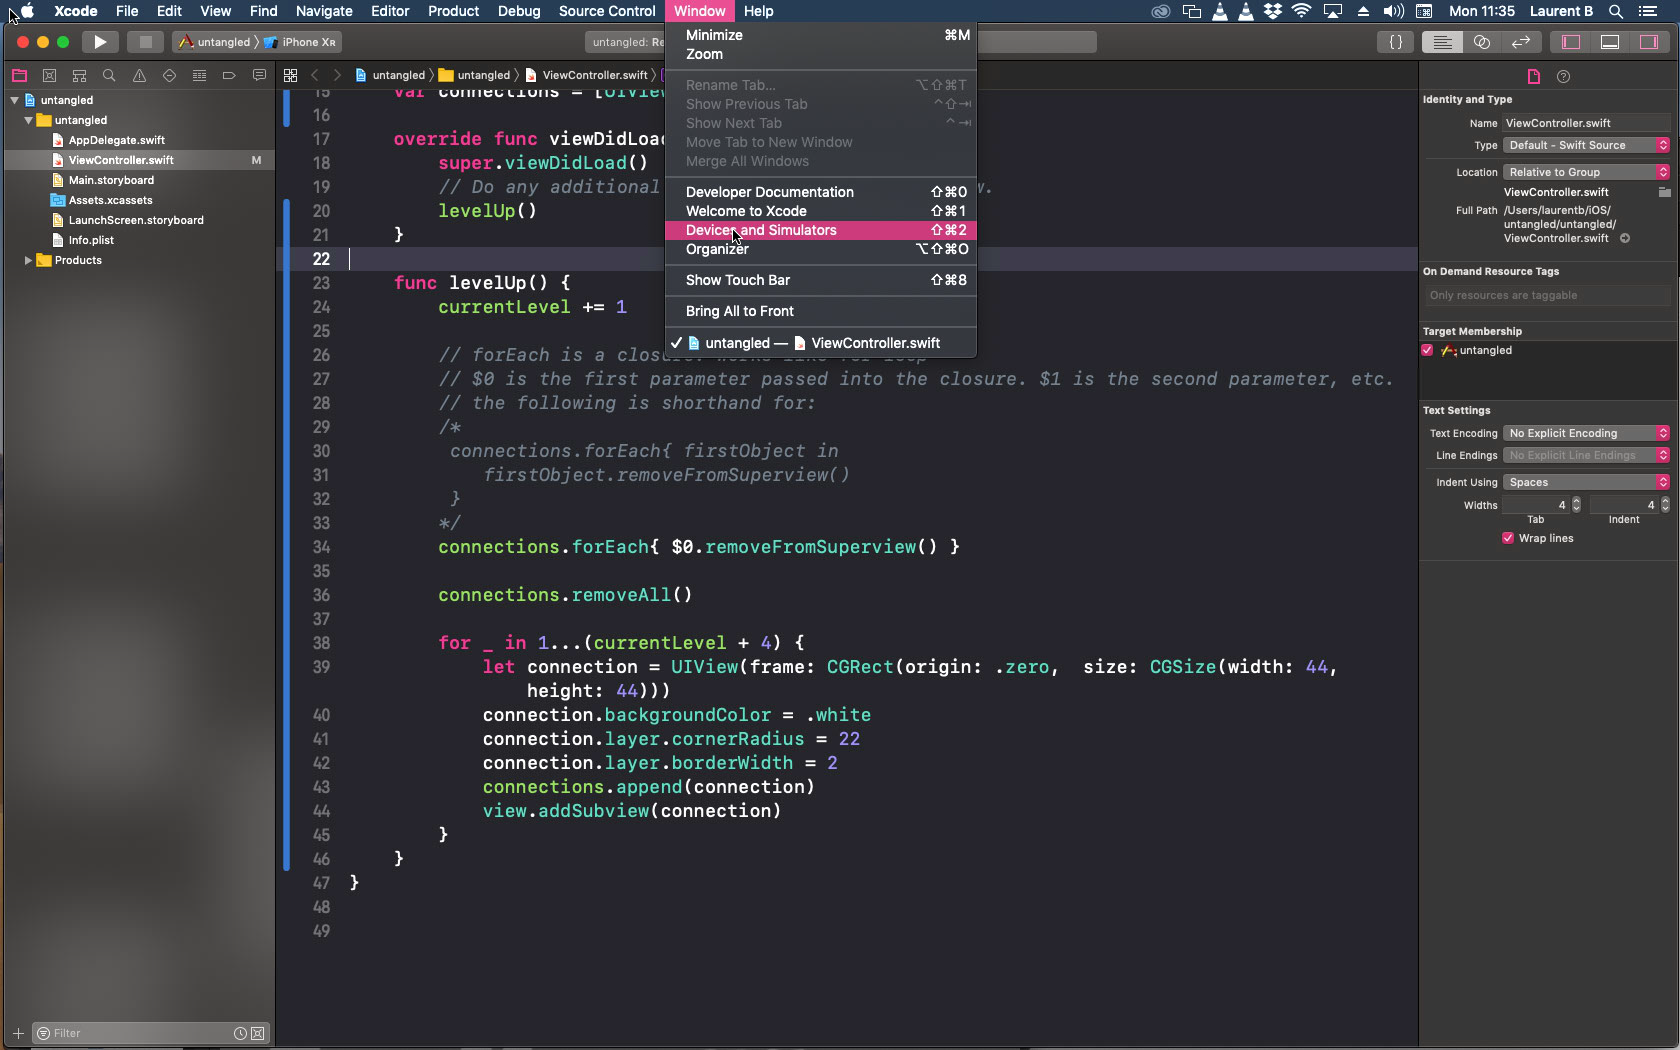 Xcode File Edit View Find Navigate Editor Product Debug Source Control Window Help Mon 11:35 Laurent B
untangled iPhone XR untangled: Re {}
untangled untangled ViewController.swift
untangled
untangled
AppDelegate.swift
ViewController.swift M
Main.storyboard
Assets.xcassets
LaunchScreen.storyboard
Info.plist
Products
Filter
15 var connections = [UIView
16
17 override func viewDidLoad
18 super.viewDidLoad()
19 // Do any additional
20 levelUp()
21 }
22
23 func levelUp() {
24 currentLevel += 1
25
26 // forEach is a closure. works like for loop
27 // $0 is the first parameter passed into the closure. $1 is the second parameter, etc.
28 // the following is shorthand for:
29 /*
30 connections.forEach{ firstObject in
31 firstObject.removeFromSuperview()
32 }
33 */
34 connections.forEach{ $0.removeFromSuperview() }
35
36 connections.removeAll()
37
38 for _ in 1...(currentLevel + 4) {
39 let connection = UIView(frame: CGRect(origin: .zero, size: CGSize(width: 44,
height: 44)))
40 connection.backgroundColor = .white
41 connection.layer.cornerRadius = 22
42 connection.layer.borderWidth = 2
43 connections.append(connection)
44 view.addSubview(connection)
45 }
46 }
47 }
48
49
Minimize ⌘M
Zoom
Rename Tab... ⌥⇧⌘T
Show Previous Tab ^⇧⇥
Show Next Tab ^⇥
Move Tab to New Window
Merge All Windows
Developer Documentation ⇧⌘0
Welcome to Xcode ⇧⌘1
Devices and Simulators ⇧⌘2
Organizer ⌥⇧⌘O
Show Touch Bar ⇧⌘8
Bring All to Front
✓ untangled — ViewController.swift
Identity and Type
Name ViewController.swift
Type Default - Swift Source
Location Relative to Group
ViewController.swift
Full Path /Users/laurentb/iOS/
untangled/untangled/
ViewController.swift
On Demand Resource Tags
Only resources are taggable
Target Membership
untangled
Text Settings
Text Encoding No Explicit Encoding
Line Endings No Explicit Line Endings
Indent Using Spaces
Widths 4 4
Tab Indent
Wrap lines